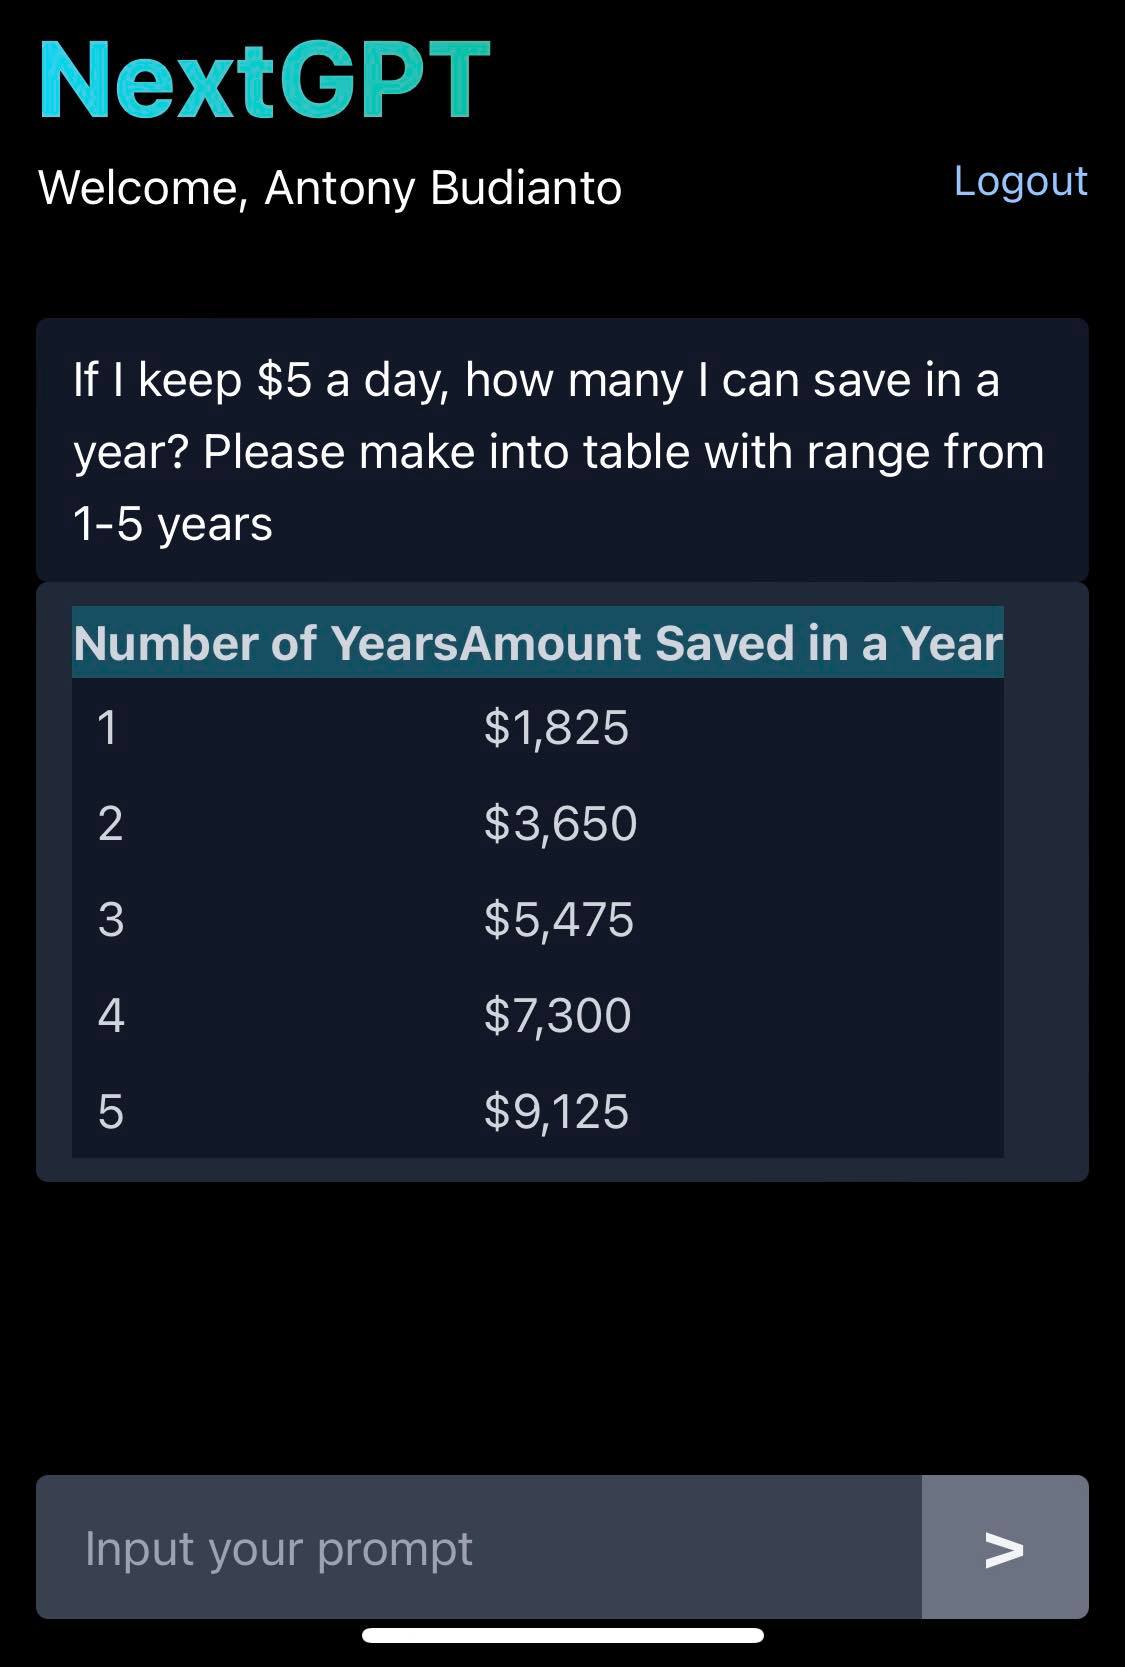 NextGPT
Welcome, Antony Budianto
Logout
If I keep $5 a day, how many I can save in a
year? Please make into table with range from
1-5 years
Number of YearsAmount Saved in a Year
1 $1,825
2 $3,650
3 $5,475
4 $7,300
5 $9,125
Input your prompt
>